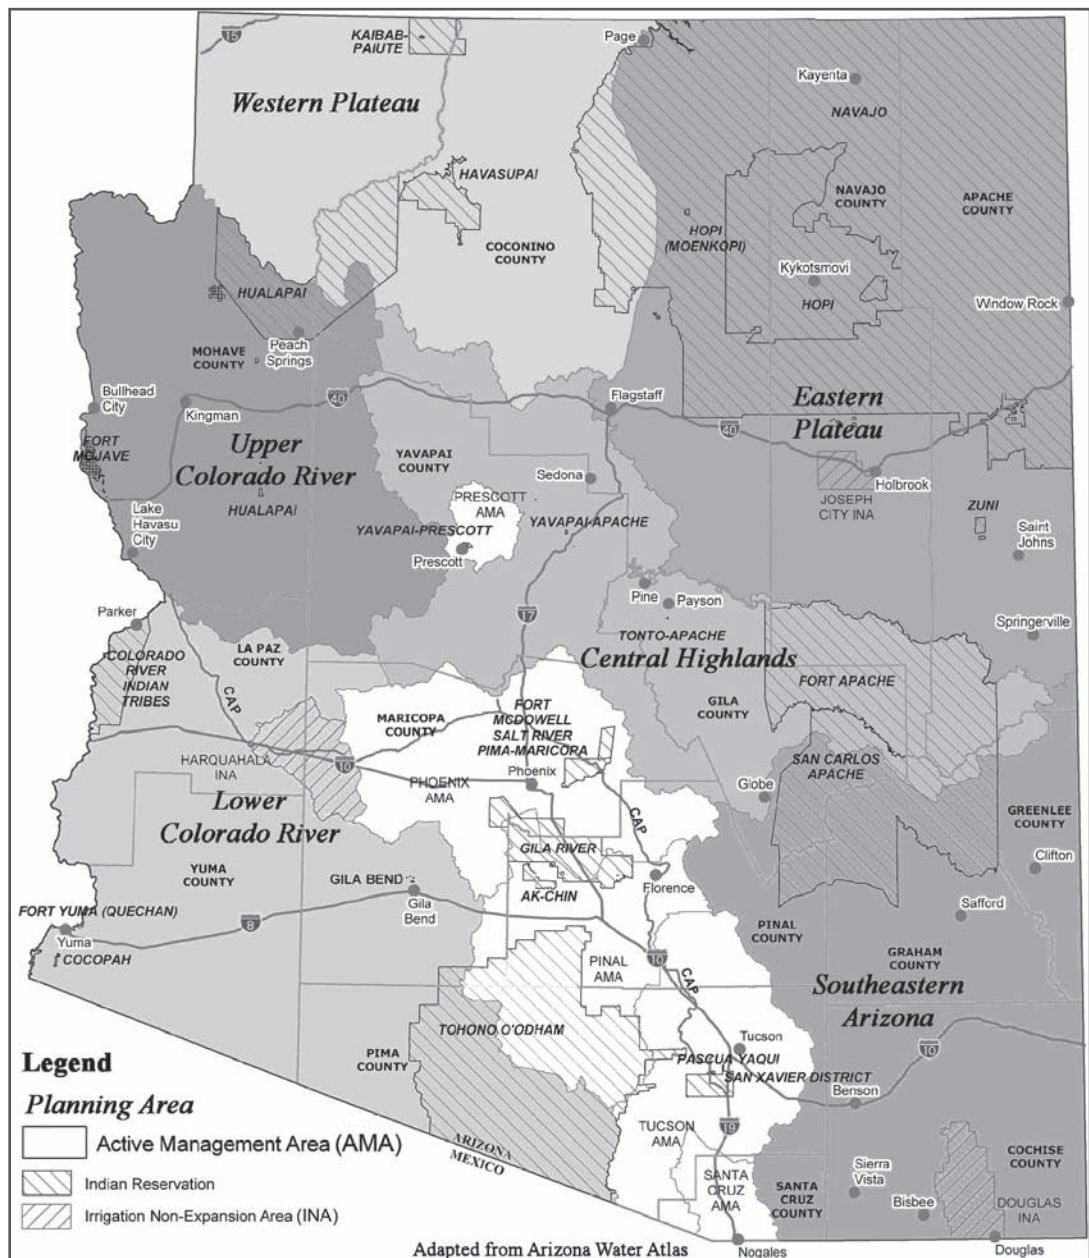 15
KAIBAB-
PAIUTE
Page
Kayenta
Western Plateau
NAVAJO
HAVASUPAI
NAVAJO
COUNTY
APACHE
COUNTY
COCONINO
COUNTY
HOPI
(MOENKOPI)
Kykotsmovi
HUALAPAI
HOPI
Window Rock
MOHAVE
COUNTY
Peach
Springs
Bullhead
City
Kingman
40
Flagstaff
Eastern
Plateau
40
FORT
MOJAVE
Upper
Colorado River
YAVAPAI
COUNTY
Sedona
Holbrook
PRESCOTT
AMA
JOSEPH
CITY INA
ZUNI
Lake
Havasu
City
HUALAPAI
YAVAPAI-PRESCOTT
YAVAPAI-APACHE
Saint
Johns
Prescott
Pine
Payson
Parker
17
Springerville
COLORADO
RIVER
INDIAN
TRIBES
LA PAZ
COUNTY
TONTO-APACHE
Central Highlands
CAP
FORT APACHE
GILA
COUNTY
MARICOPA
COUNTY
FORT
MCDOWELL
SALT RIVER
PIMA-MARICORA
HARQUAHALA
INA
10
PHOENIX
AMA
Phoenix
SAN CARLOS
APACHE
Globe
Lower
Colorado River
CAP
GREENLEE
COUNTY
GILA RIVER
Clifton
YUMA
COUNTY
GILA BEND
Florence
AK-CHIN
Gila
Bend
FORT YUMA (QUECHAN)
8
Safford
Yuma
PINAL
COUNTY
COCOPAH
GRAHAM
COUNTY
PINAL
AMA
10
CAP
Southeastern
Arizona
TOHONO O'ODHAM
Tucson
10
PIMA
COUNTY
PASCUA YAQUI
SAN XAVIER DISTRICT
Benson
TUCSON
AMA
19
ARIZONA
MEXICO
COCHISE
COUNTY
SANTA
CRUZ AMA
SANTA
CRUZ
COUNTY
Sierra
Vista
Bisbee
DOUGLAS
INA
Nogales
Douglas
Legend
Planning Area
Active Management Area (AMA)
Indian Reservation
Irrigation Non-Expansion Area (INA)
Adapted from Arizona Water Atlas